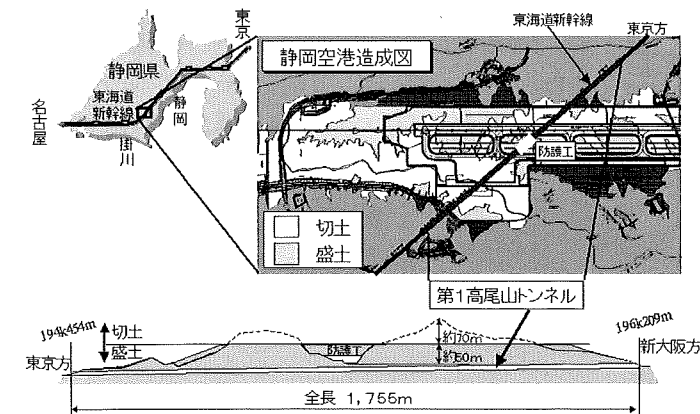 東京
静岡県
東海道
新幹線
静岡
名古屋
掛川
静岡空港造成図
東海道新幹線
東京方
防護工
切土
盛土
第1高尾山トンネル
194k454m
切土
盛土
東京方
防護工
約70m
約50m
196k209m
新大阪方
全長 1,755m